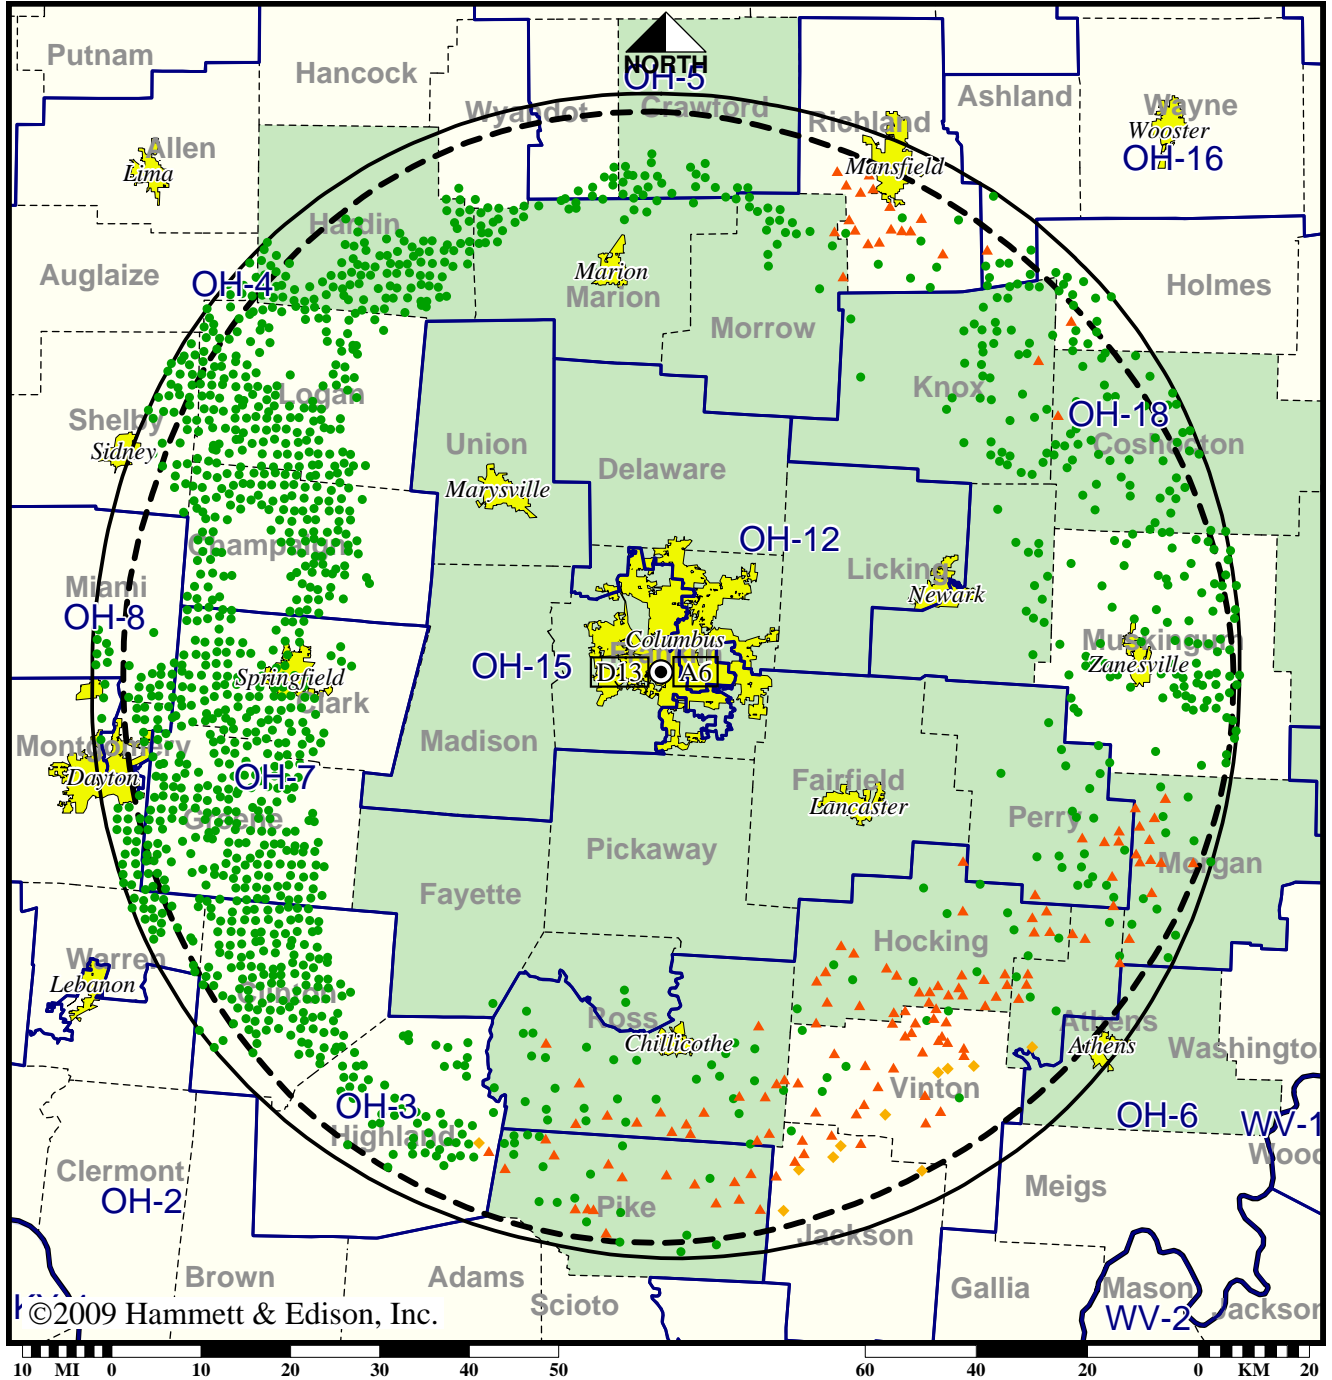 NORTH
Putnam
Hancock
OH-5
Wyandot
Crawford
Richland
Ashland
Wayne
Wooster
OH-16
Allen
Lima
Mansfield
Hardin
Auglaize
OH-4
Marion
Marion
Holmes
Morrow
Logan
Knox
Shelby
Sidney
Union
OH-18
Coshocton
Delaware
Marysville
Champaign
OH-12
Licking
Newark
Miami
OH-8
Columbus
Franklin
Muskingum
Zanesville
OH-15
D13
A6
Springfield
Clark
Montgomery
Dayton
Madison
OH-7
Fairfield
Lancaster
Greene
Perry
Pickaway
Morgan
Fayette
Hocking
Warren
Lebanon
Clinton
Ross
Chillicothe
Athens
Athens
Washington
Vinton
OH-3
Highland
OH-6
WV-1
Wood
Clermont
OH-2
Meigs
Pike
Jackson
Brown
Adams
Scioto
Gallia
Mason
WV-2
Jackson
©2009 Hammett & Edison, Inc.
10 MI 0 10 20 30 40 50 60 40 20 0 KM 20